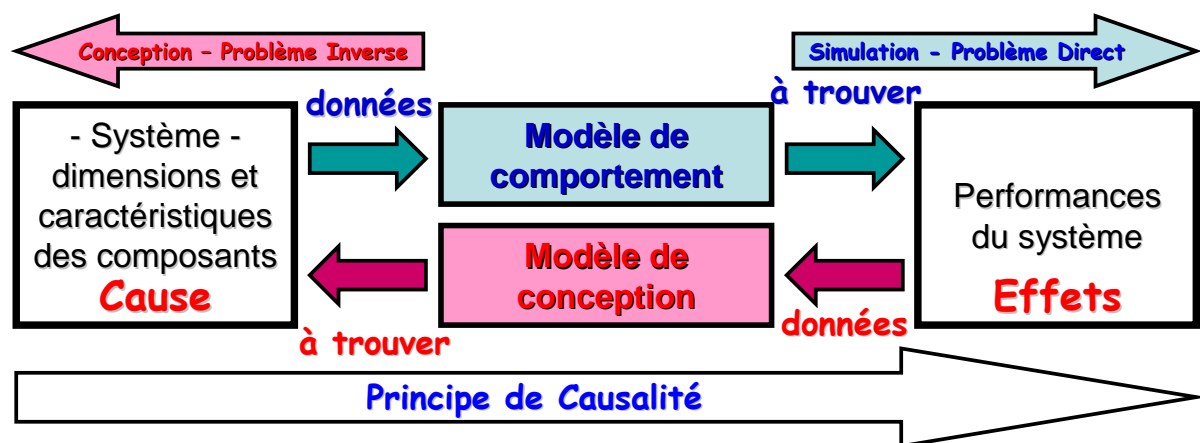 Conception – Problème Inverse
Simulation - Problème Direct
données
à trouver
- Système -
dimensions et
caractéristiques
des composants
Cause
Modèle de
comportement
Performances
du système
Effets
Modèle de
conception
à trouver
données
Principe de Causalité